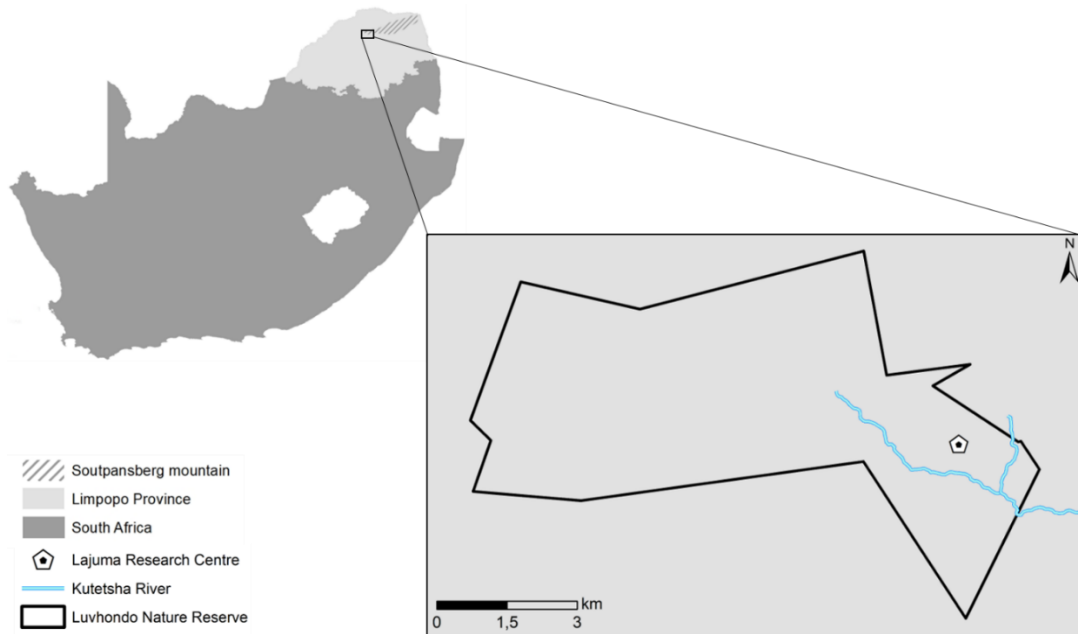 N
Soutpansberg mountain
Limpopo Province
South Africa
Lajuma Research Centre
Kutetsha River
Luvhondo Nature Reserve
km
0 1,5 3